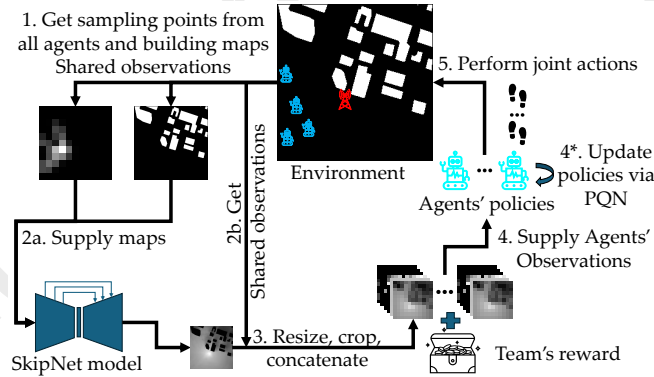 1. Get sampling points from
all agents and building maps
Shared observations
5. Perform joint actions
Environment
4*. Update
policies via
PQN
Agents' policies
2a. Supply maps
2b. Get
Shared observations
4. Supply Agents'
Observations
3. Resize, crop,
concatenate
SkipNet model
Team's reward